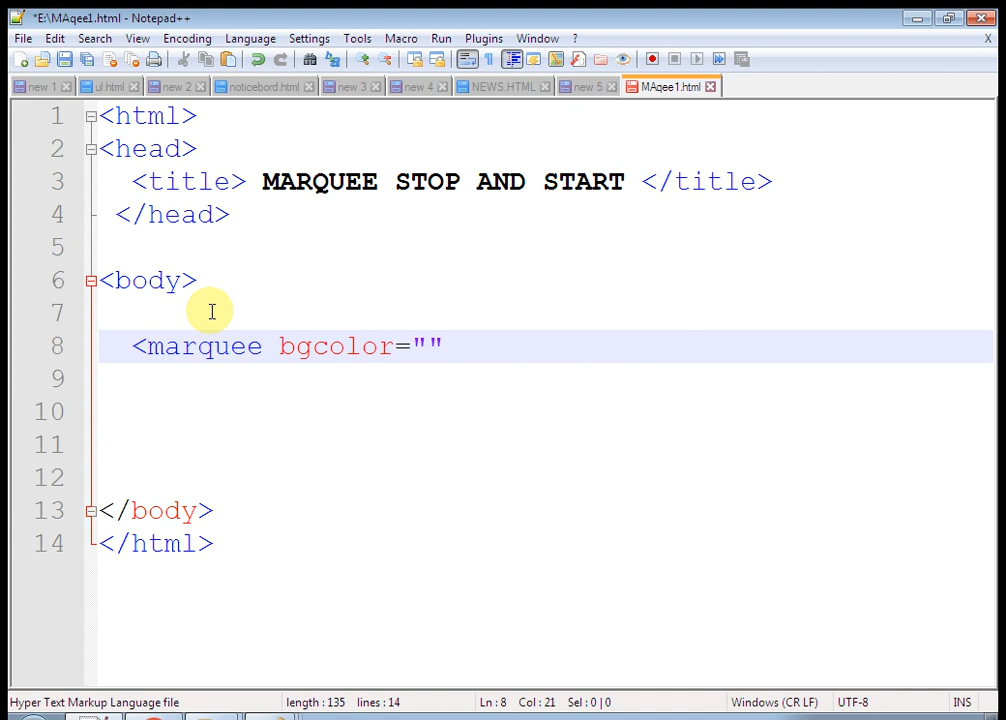 *E:\MAqee1.html - Notepad++
File Edit Search View Encoding Language Settings Tools Macro Run Plugins Window ? X
new 1 ul.html new 2 noticebord.html new 3 new 4 NEWS.HTML new 5 MAqee1.html
1 <html>
2 <head>
3 <title> MARQUEE STOP AND START </title>
4 </head>
5
6 <body>
7
8 <marquee bgcolor=""
9
10
11
12
13 </body>
14 </html>
Hyper Text Markup Language file length : 135 lines : 14 Ln : 8 Col : 21 Sel : 0 | 0 Windows (CR LF) UTF-8 INS